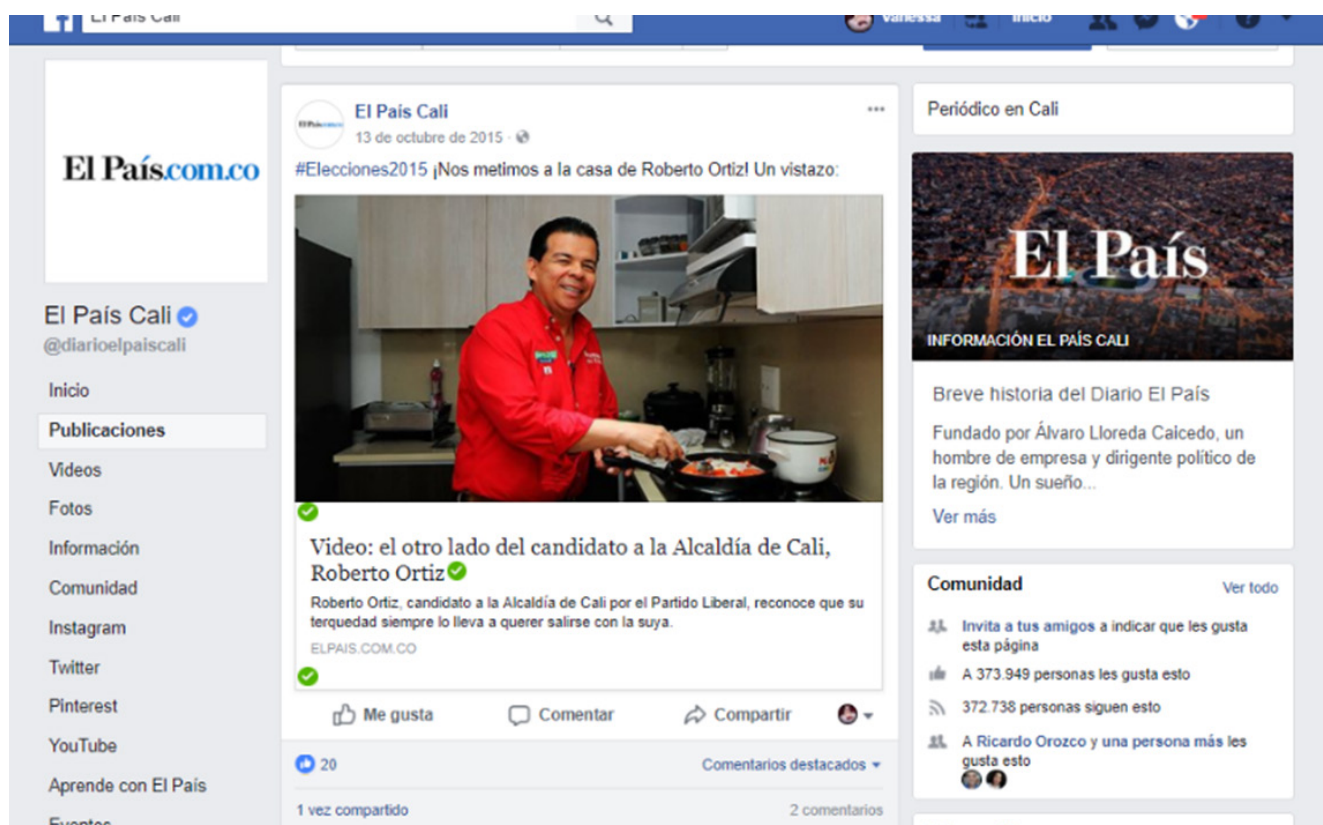 El País Cali
Vanessa
Inicio
El País.com.co
El País Cali
@diarioelpaiscali
Inicio
Publicaciones
Videos
Fotos
Información
Comunidad
Instagram
Twitter
Pinterest
YouTube
Aprende con El País
Eventos
El País Cali
13 de octubre de 2015
#Elecciones2015 ¡Nos metimos a la casa de Roberto Ortiz! Un vistazo:
Video: el otro lado del candidato a la Alcaldía de Cali,
Roberto Ortiz
Roberto Ortiz, candidato a la Alcaldía de Cali por el Partido Liberal, reconoce que su
terquedad siempre lo lleva a querer salirse con la suya.
ELPAIS.COM.CO
Me gusta
Comentar
Compartir
20
Comentarios destacados
1 vez compartido
2 comentarios
Periódico en Cali
El País
INFORMACIÓN EL PAÍS CALI
Breve historia del Diario El País
Fundado por Álvaro Lloreda Caicedo, un
hombre de empresa y dirigente político de
la región. Un sueño...
Ver más
Comunidad
Ver todo
Invita a tus amigos a indicar que les gusta
esta página
A 373.949 personas les gusta esto
372.738 personas siguen esto
A Ricardo Orozco y una persona más les
gusta esto